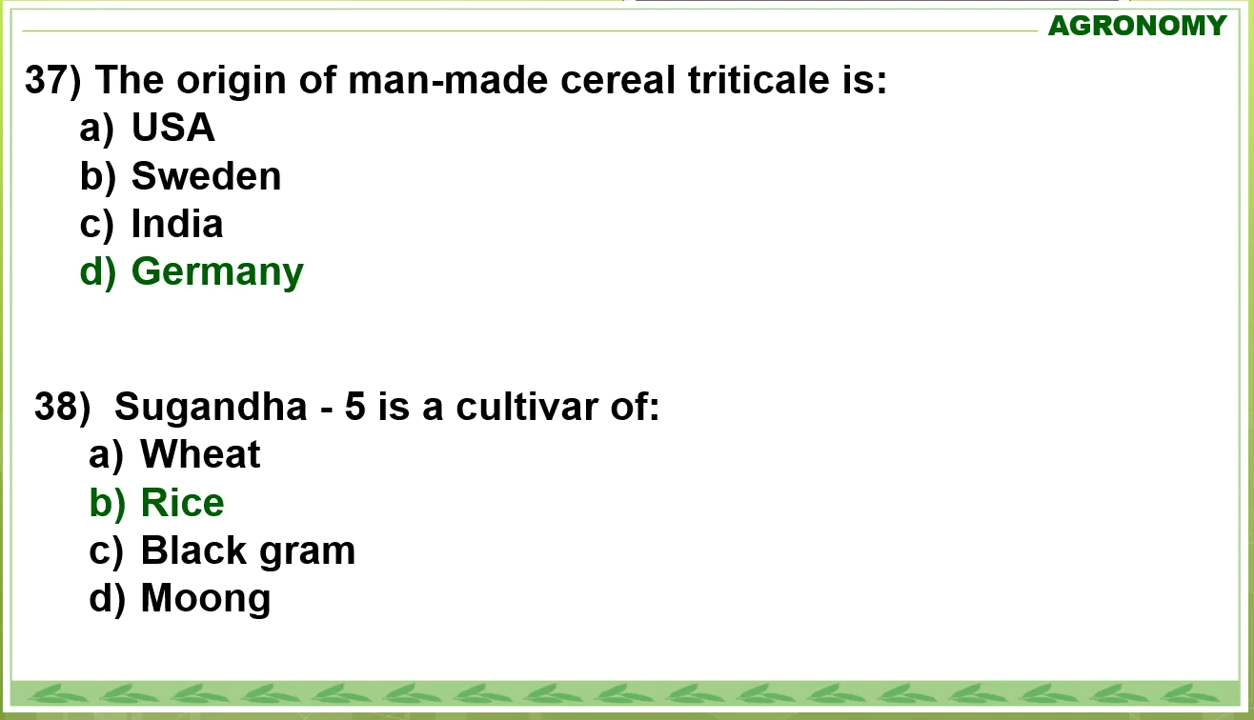 AGRONOMY
37) The origin of man-made cereal triticale is:
a) USA
b) Sweden
c) India
d) Germany
38) Sugandha - 5 is a cultivar of:
a) Wheat
b) Rice
c) Black gram
d) Moong